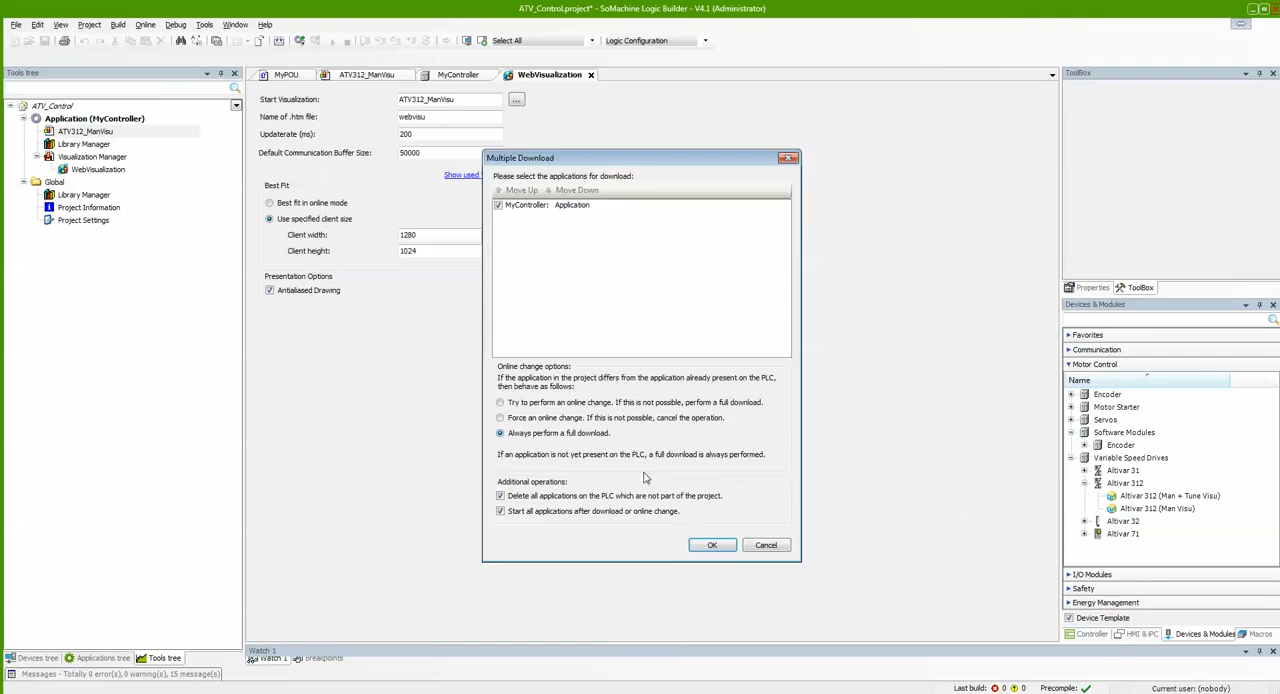 ATV_Control.project* - SoMachine Logic Builder - V4.1 (Administrator)
File Edit View Project Build Online Debug Tools Window Help
Select All Logic Configuration
Tools tree
ATV_Control
Application (MyController)
ATV312_ManVisu
Library Manager
Visualization Manager
WebVisualization
Global
Library Manager
Project Information
Project Settings
MyPOU ATV312_ManVisu MyController WebVisualization
Start Visualization: ATV312_ManVisu ...
Name of .htm file: webvisu
Updaterate (ms): 200
Default Communication Buffer Size: 50000
Show used
Best Fit
Best fit in online mode
Use specified client size
Client width: 1280
Client height: 1024
Presentation Options
Antialiased Drawing
Multiple Download
Please select the applications for download:
Move Up Move Down
MyController: Application
Online change options:
If the application in the project differs from the application already present on the PLC,
then behave as follows:
Try to perform an online change. If this is not possible, perform a full download.
Force an online change. If this is not possible, cancel the operation.
Always perform a full download.
If an application is not yet present on the PLC, a full download is always performed.
Additional operations:
Delete all applications on the PLC which are not part of the project.
Start all applications after download or online change.
OK Cancel
ToolBox
Properties ToolBox
Devices & Modules
Favorites
Communication
Motor Control
Name
Encoder
Motor Starter
Servos
Software Modules
Encoder
Variable Speed Drives
Altivar 31
Altivar 312
Altivar 312 (Man + Tune Visu)
Altivar 312 (Man Visu)
Altivar 32
Altivar 71
I/O Modules
Safety
Energy Management
Device Template
Controller HMI & iPC Devices & Modules Macros
Watch 1
Watch 1 Breakpoints
Devices tree Applications tree Tools tree
Messages - Totally 0 error(s), 0 warning(s), 15 message(s)
Last build: 0 0 Precompile: Current user: (nobody)